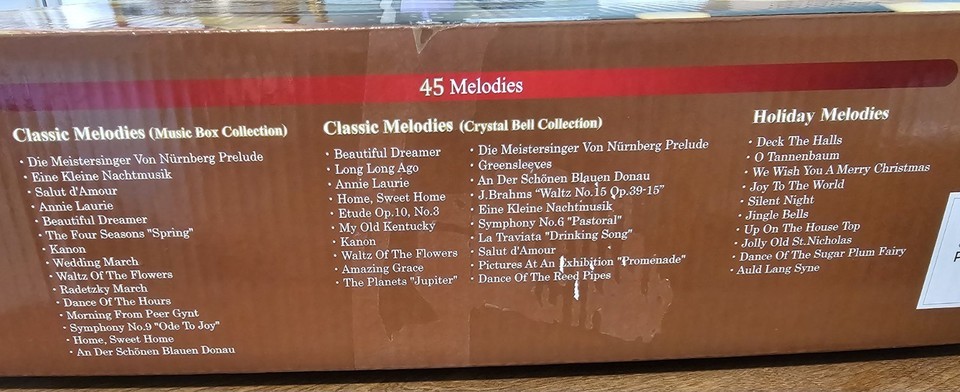 45 Melodies
Classic Melodies (Music Box Collection)
· Die Meistersinger Von Nürnberg Prelude
· Eine Kleine Nachtmusik
· Salut d'Amour
· Annie Laurie
· Beautiful Dreamer
· The Four Seasons "Spring"
· Kanon
· Wedding March
· Waltz Of The Flowers
· Radetzky March
· Dance Of The Hours
· Morning From Peer Gynt
· Symphony No.9 "Ode To Joy"
· Home, Sweet Home
· An Der Schönen Blauen Donau
Classic Melodies (Crystal Bell Collection)
· Beautiful Dreamer
· Long Long Ago
· Annie Laurie
· Home, Sweet Home
· Etude Op.10, No.3
· My Old Kentucky
· Kanon
· Waltz Of The Flowers
· Amazing Grace
· The Planets "Jupiter"
· Die Meistersinger Von Nürnberg Prelude
· Greensleeves
· An Der Schönen Blauen Donau
· J.Brahms "Waltz No.15 Op.39-15"
· Eine Kleine Nachtmusik
· Symphony No.6 "Pastoral"
· La Traviata "Drinking Song"
· Salut d'Amour
· Pictures At An Exhibition "Promenade"
· Dance Of The Reed Pipes
Holiday Melodies
· Deck The Halls
· O Tannenbaum
· We Wish You A Merry Christmas
· Joy To The World
· Silent Night
· Jingle Bells
· Up On The House Top
· Jolly Old St.Nicholas
· Dance Of The Sugar Plum Fairy
· Auld Lang Syne